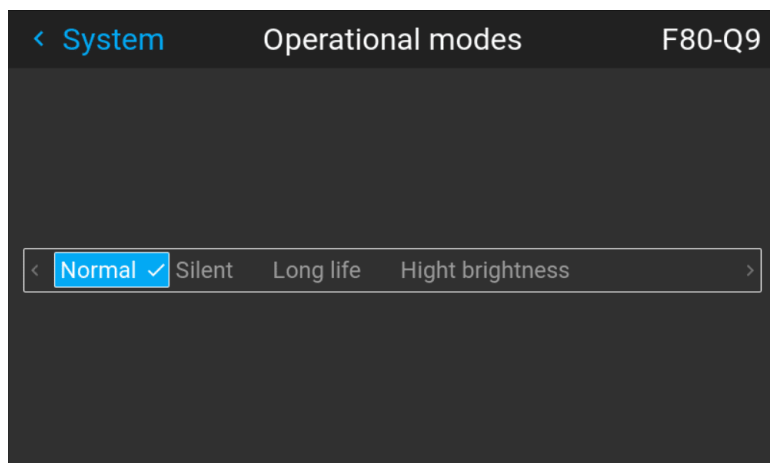 System Operational modes F80-Q9
Normal Silent Long life Hight brightness